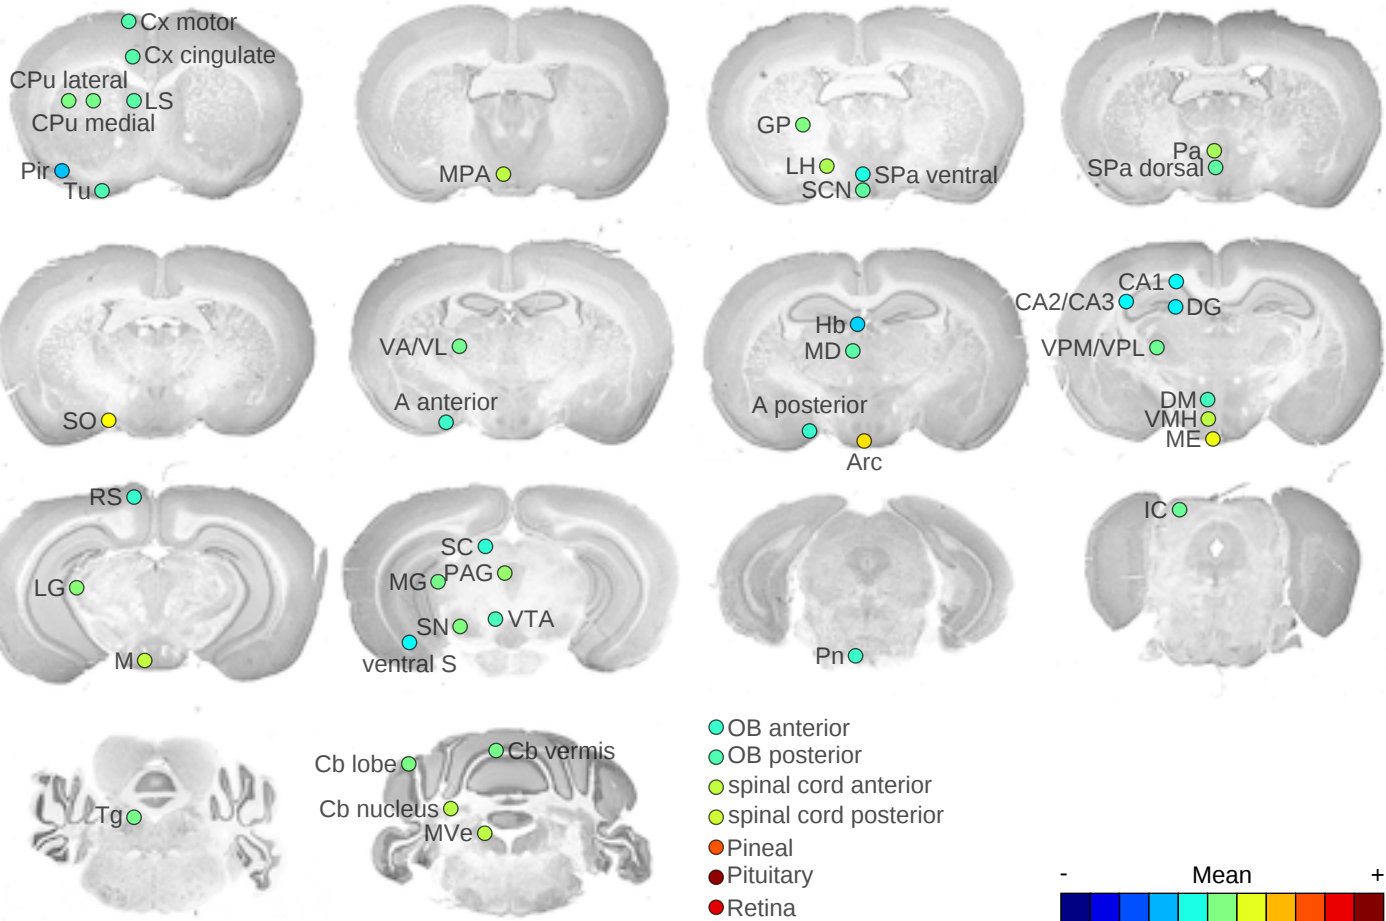 Cx motor
Cx cingulate
CPu lateral
LS
CPu medial
Pir
Tu
MPA
GP
LH
SPa ventral
SCN
Pa
SPa dorsal
SO
VA/VL
A anterior
Hb
MD
A posterior
Arc
CA1
CA2/CA3
DG
VPM/VPL
DM
VMH
ME
RS
LG
M
SC
MG
PAG
SN
VTA
ventral S
Pn
IC
Tg
Cb lobe
Cb vermis
Cb nucleus
MVe
OB anterior
OB posterior
spinal cord anterior
spinal cord posterior
Pineal
Pituitary
Retina
- Mean +